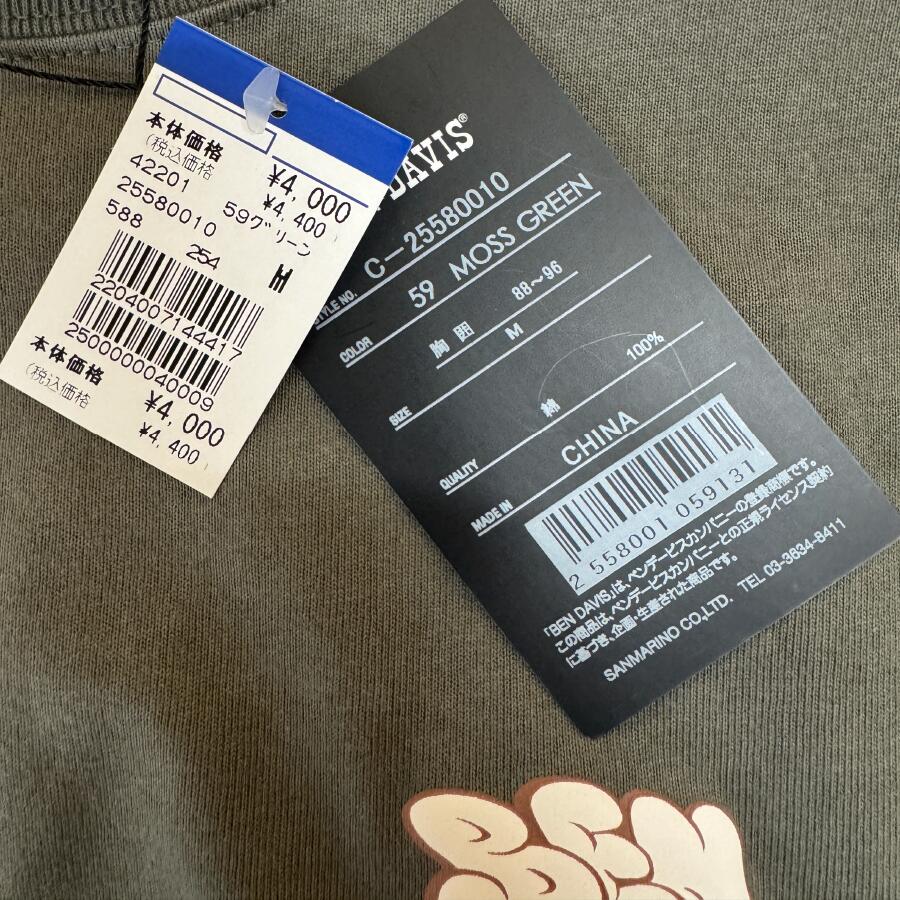 本体価格
¥4,000
(税込価格
¥4,400
42201
25580010 59グリーン
588 254 M
2204007144417
2500000040009
本体価格
¥4,000
(税込価格
¥4,400
DAVIS®
STYLE NO. C-25580010
COLOR 59 MOSS GREEN
胸囲 88〜96
SIZE M
綿 100%
QUALITY
MADE IN CHINA
2 558001 059131
「BEN DAVIS」は、ベンデービスカンパニーの登録商標です。
この商品は、ベンデービスカンパニーとの正規ライセンス契約
に基づき、企画・生産された商品です。
SANMARINO CO.,LTD. TEL 03-3634-8411
BEN